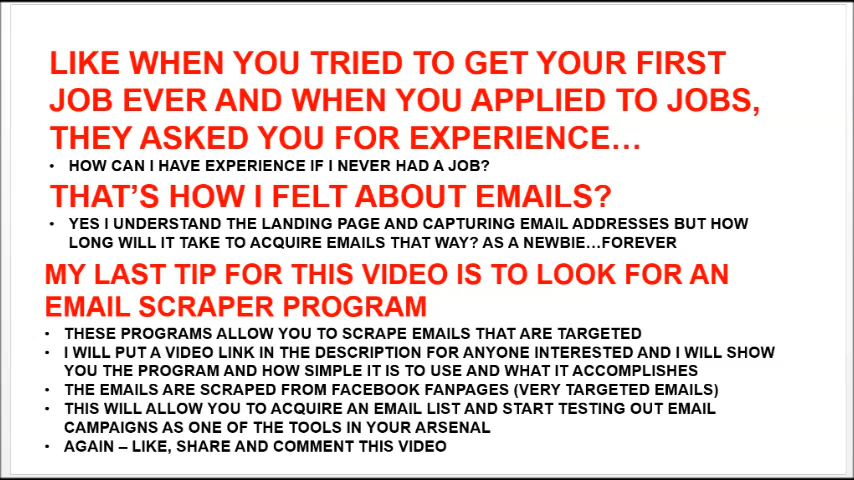 LIKE WHEN YOU TRIED TO GET YOUR FIRST
JOB EVER AND WHEN YOU APPLIED TO JOBS,
THEY ASKED YOU FOR EXPERIENCE…
• HOW CAN I HAVE EXPERIENCE IF I NEVER HAD A JOB?
THAT'S HOW I FELT ABOUT EMAILS?
• YES I UNDERSTAND THE LANDING PAGE AND CAPTURING EMAIL ADDRESSES BUT HOW
LONG WILL IT TAKE TO ACQUIRE EMAILS THAT WAY? AS A NEWBIE…FOREVER
MY LAST TIP FOR THIS VIDEO IS TO LOOK FOR AN
EMAIL SCRAPER PROGRAM
• THESE PROGRAMS ALLOW YOU TO SCRAPE EMAILS THAT ARE TARGETED
• I WILL PUT A VIDEO LINK IN THE DESCRIPTION FOR ANYONE INTERESTED AND I WILL SHOW
YOU THE PROGRAM AND HOW SIMPLE IT IS TO USE AND WHAT IT ACCOMPLISHES
• THE EMAILS ARE SCRAPED FROM FACEBOOK FANPAGES (VERY TARGETED EMAILS)
• THIS WILL ALLOW YOU TO ACQUIRE AN EMAIL LIST AND START TESTING OUT EMAIL
CAMPAIGNS AS ONE OF THE TOOLS IN YOUR ARSENAL
• AGAIN – LIKE, SHARE AND COMMENT THIS VIDEO